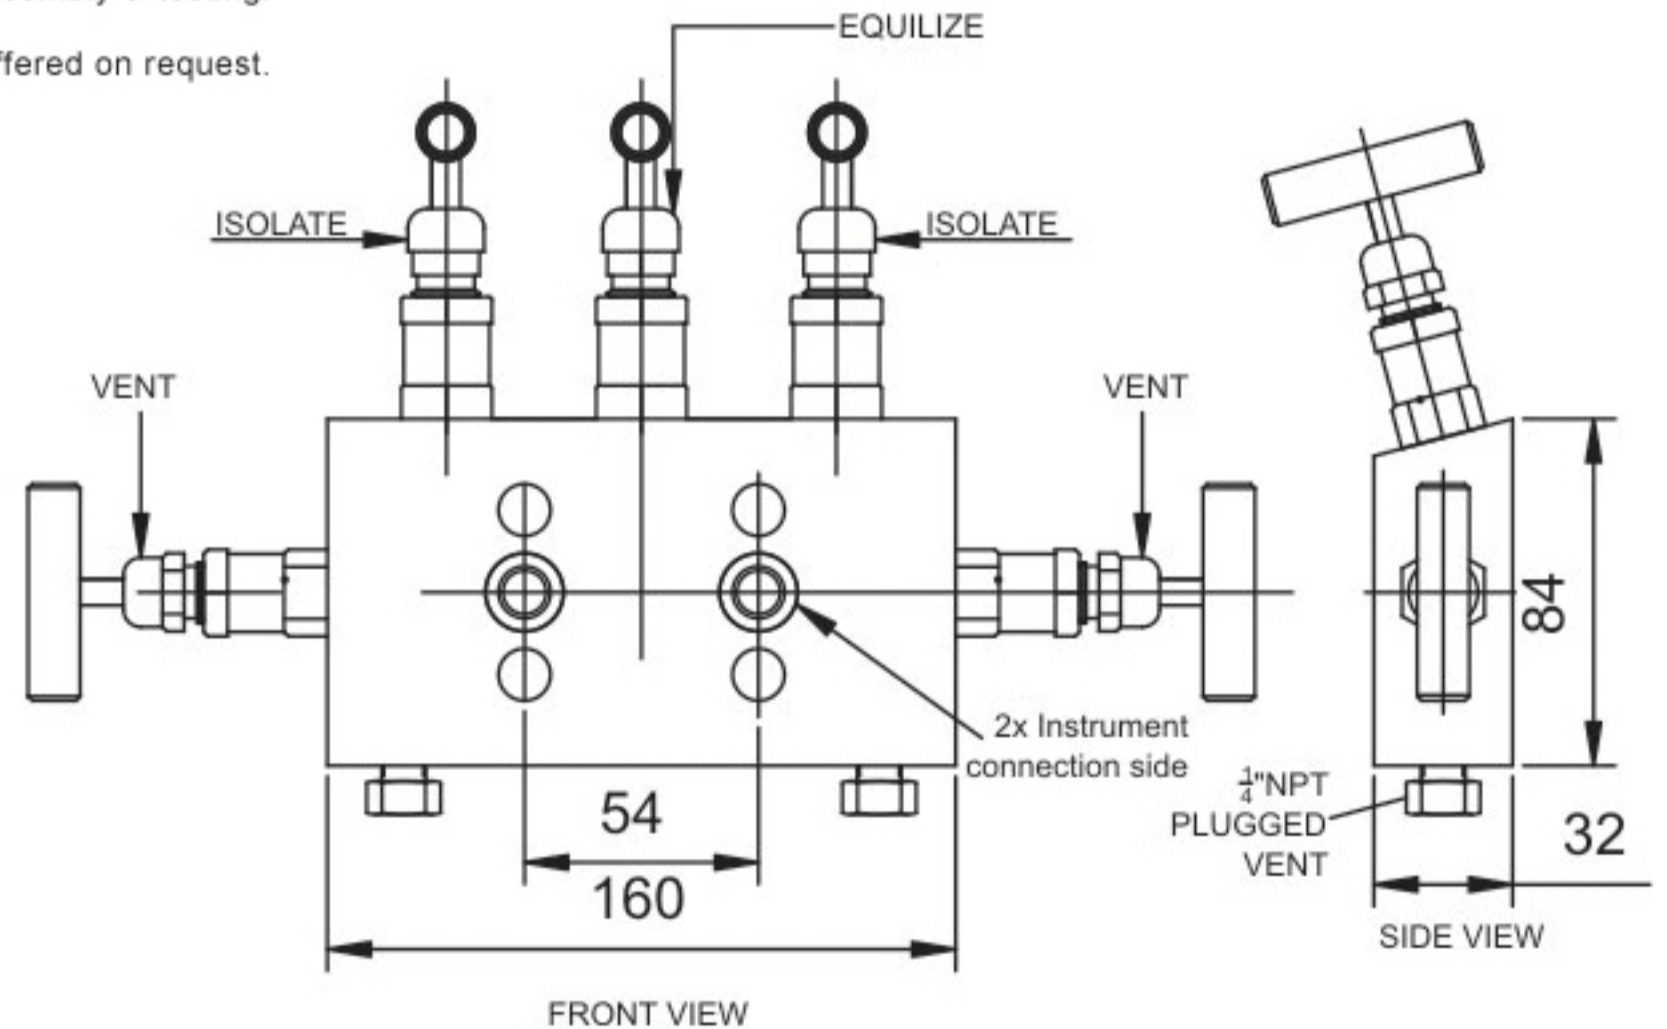 ffered on request.
EQUILIZE
ISOLATE
ISOLATE
VENT
VENT
84
2x Instrument
connection side
1/4"NPT
PLUGGED
VENT
54
160
32
SIDE VIEW
FRONT VIEW